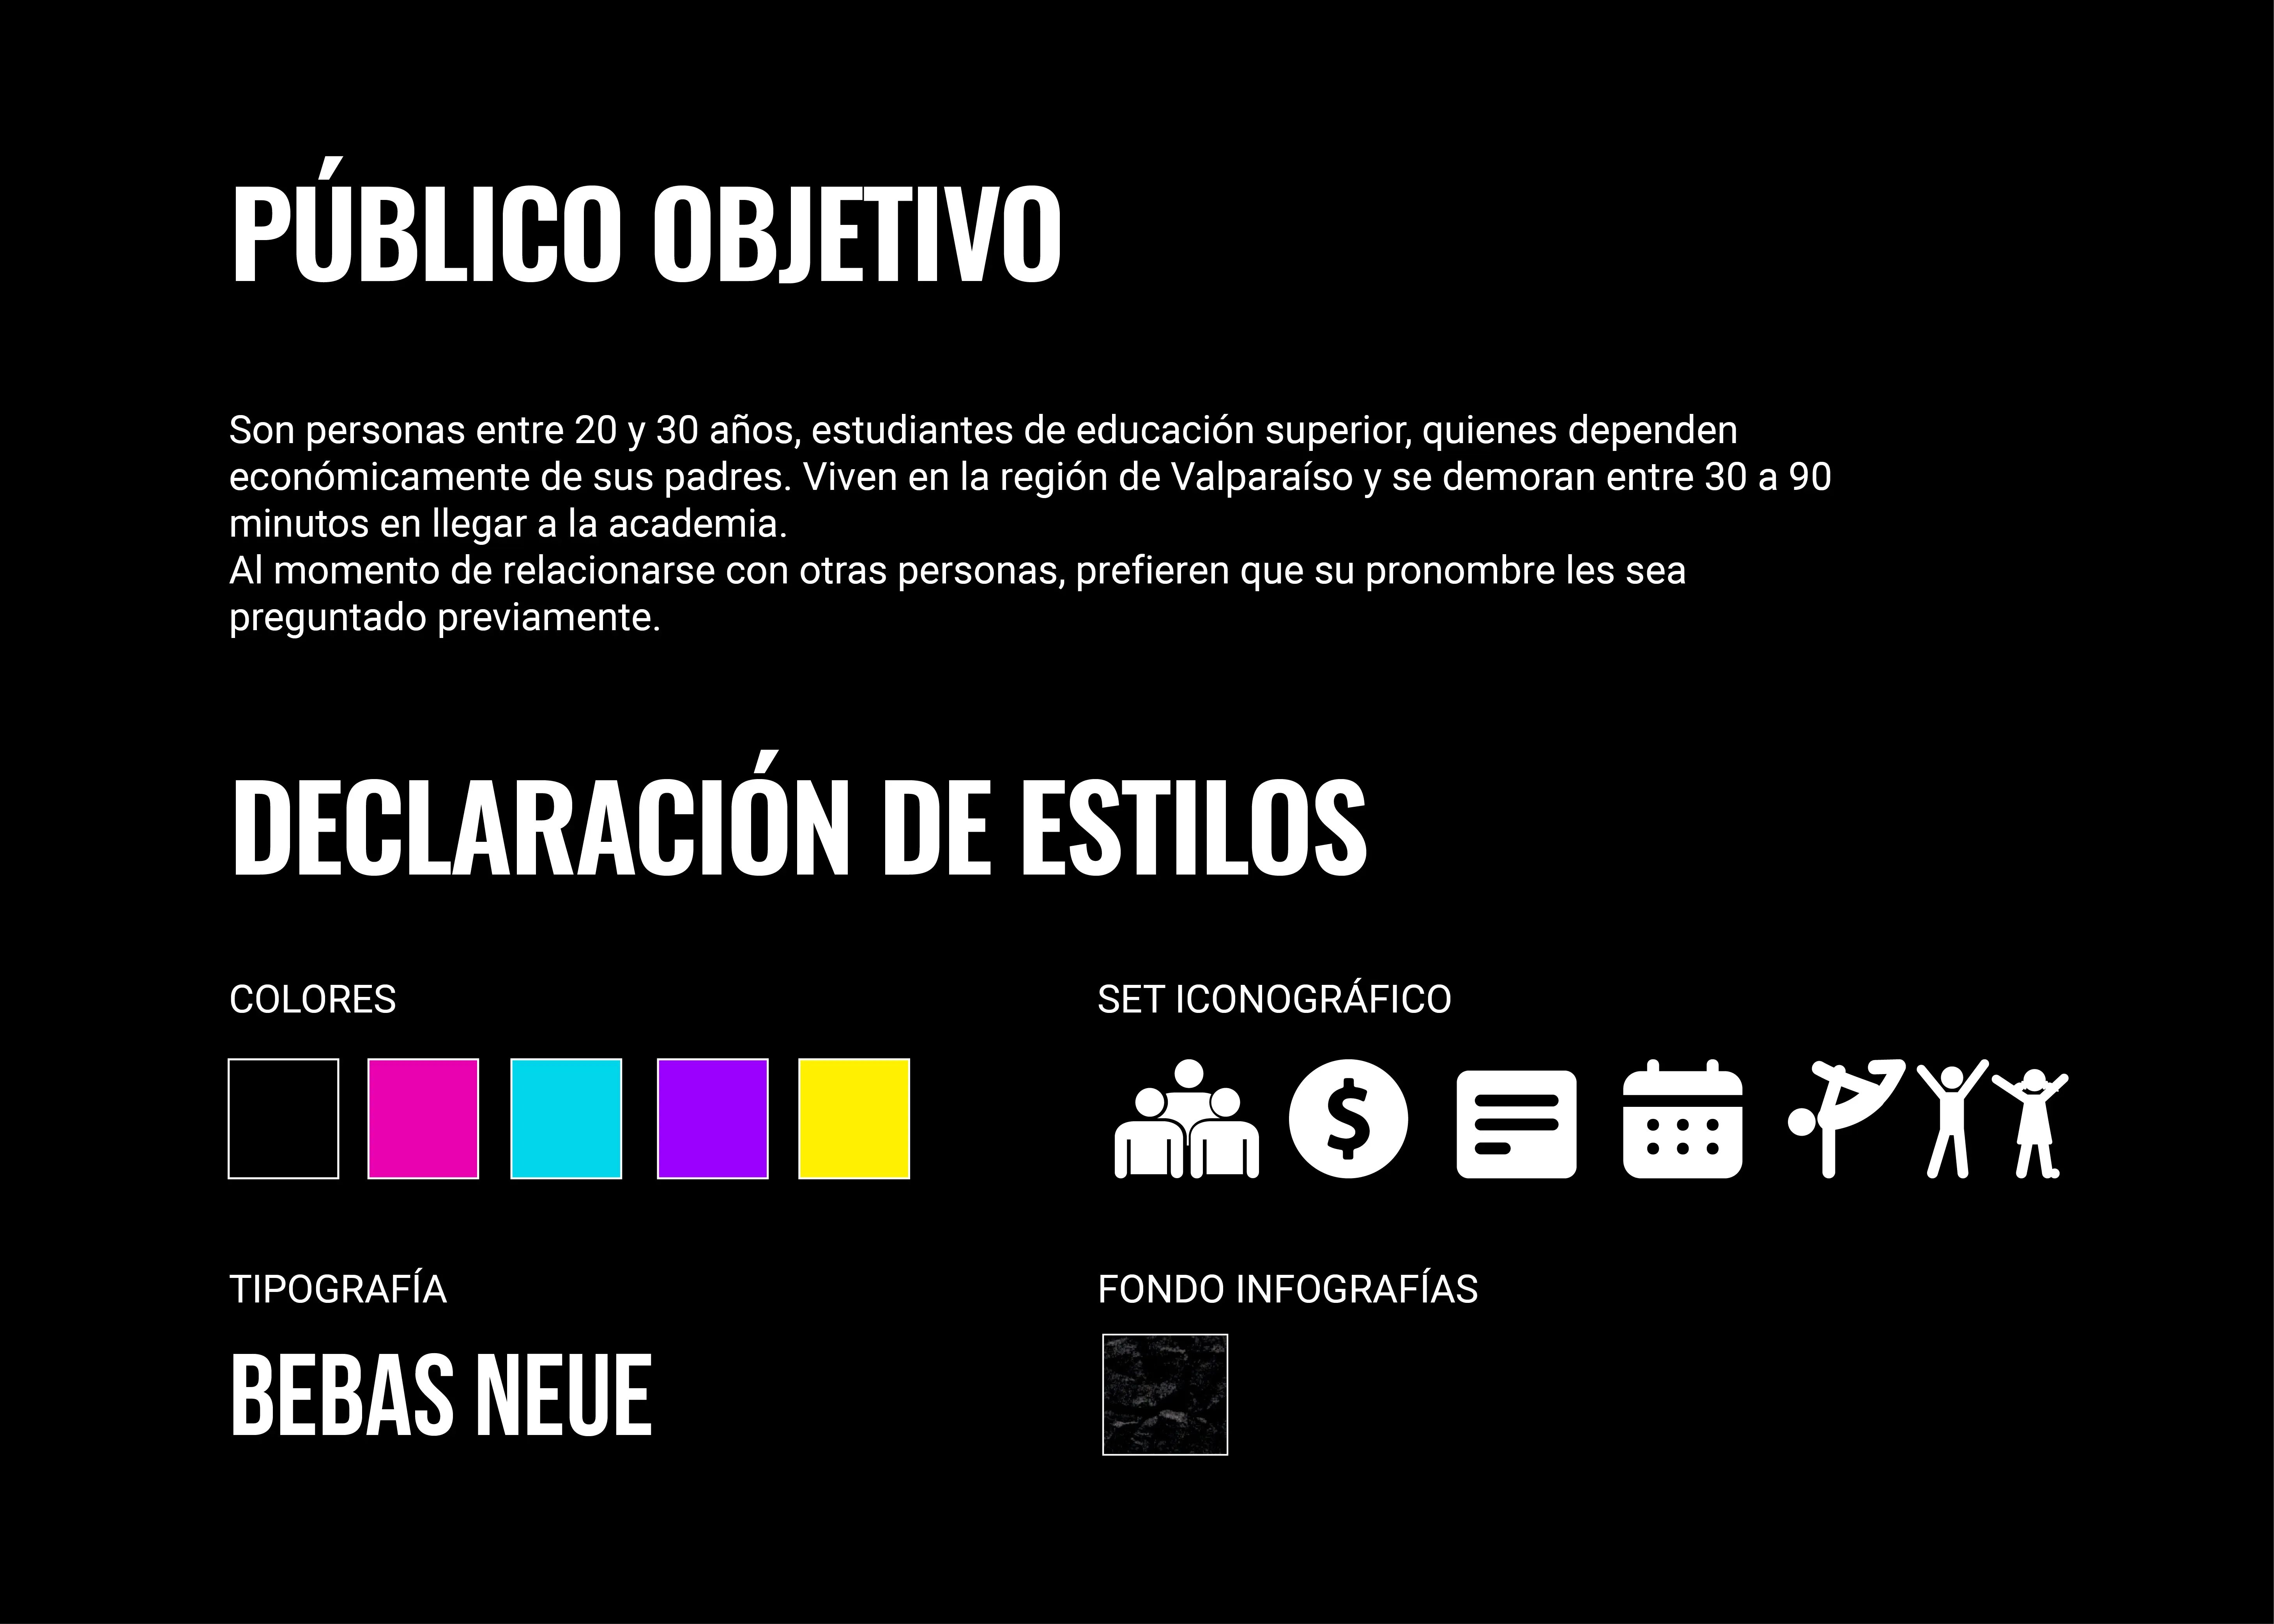 PÚBLICO OBJETIVO
Son personas entre 20 y 30 años, estudiantes de educación superior, quienes dependen
económicamente de sus padres. Viven en la región de Valparaíso y se demoran entre 30 a 90
minutos en llegar a la academia.
Al momento de relacionarse con otras personas, prefieren que su pronombre les sea
preguntado previamente.
DECLARACIÓN DE ESTILOS
COLORES
SET ICONOGRÁFICO
$
TIPOGRAFÍA
BEBAS NEUE
FONDO INFOGRAFÍAS